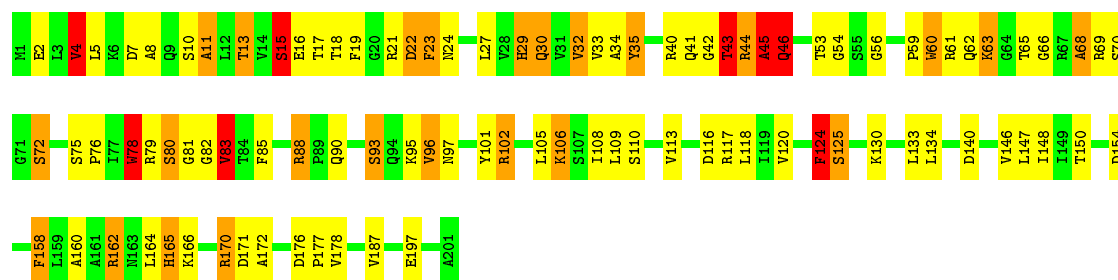 M1 E2 L3 V4 L5 K6 D7 A8 Q9 S10 A11 L12 T13 V14 S15 E16 T17 T18 F19 G20 R21 D22 F23 N24 L27 V28 H29 Q30 V31 V32 V33 A34 Y35 R40 Q41 G42 T43 R44 A45 Q46 T53 G54 S55 G56 P59 W60 R61 Q62 K63 G64 T65 G66 R67 A68 R69 S70
G71 S72 S75 P76 I77 W78 R79 S80 G81 G82 V83 T84 F85 R88 P89 Q90 S93 Q94 K95 V96 N97 Y101 R102 L105 K106 S107 I108 L109 S110 V113 D116 R117 L118 I119 V120 F124 S125 K130 L133 L134 D140 V146 L147 I148 I149 T150 D154
F158 L159 A160 A161 R162 N163 L164 H165 K166 R170 D171 A172 D176 P177 V178 V187 E197 A201